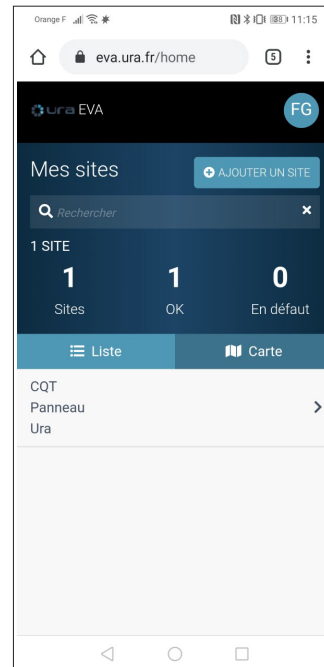 Orange F 80 11:15
eva.ura.fr/home 5
ura EVA FG
Mes sites AJOUTER UN SITE
Rechercher
1 SITE
1 1 0
Sites OK En défaut
Liste Carte
CQT
Panneau
Ura